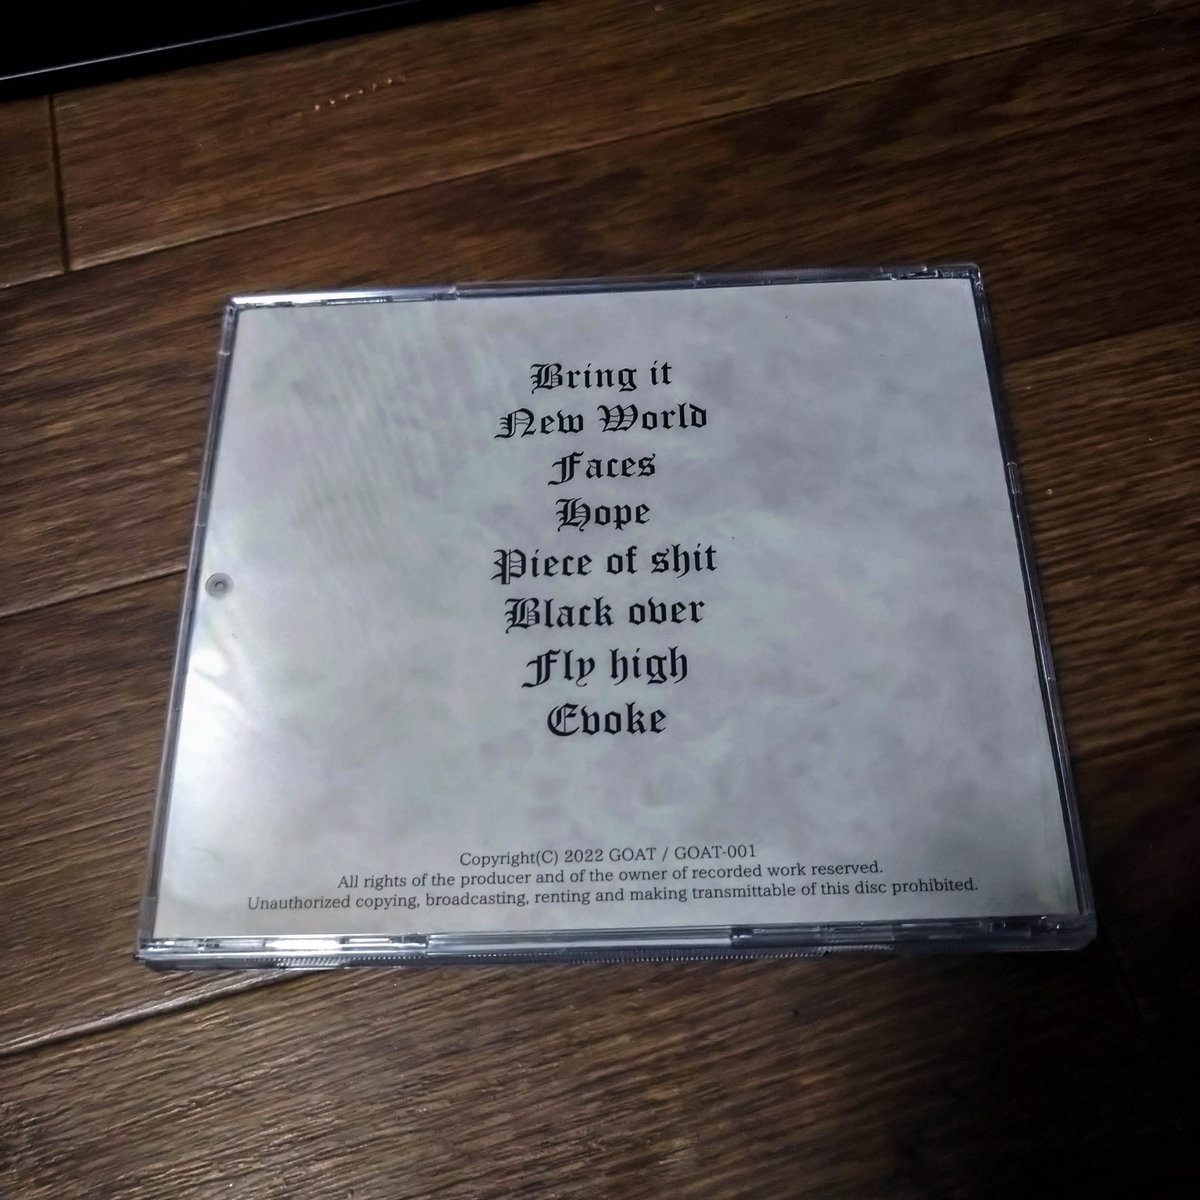 Bring it
New World
Faces
Hope
Piece of shit
Black over
Fly high
Evoke
Copyright(C) 2022 GOAT / GOAT-001
All rights of the producer and of the owner of recorded work reserved.
Unauthorized copying, broadcasting, renting and making transmittable of this disc prohibited.